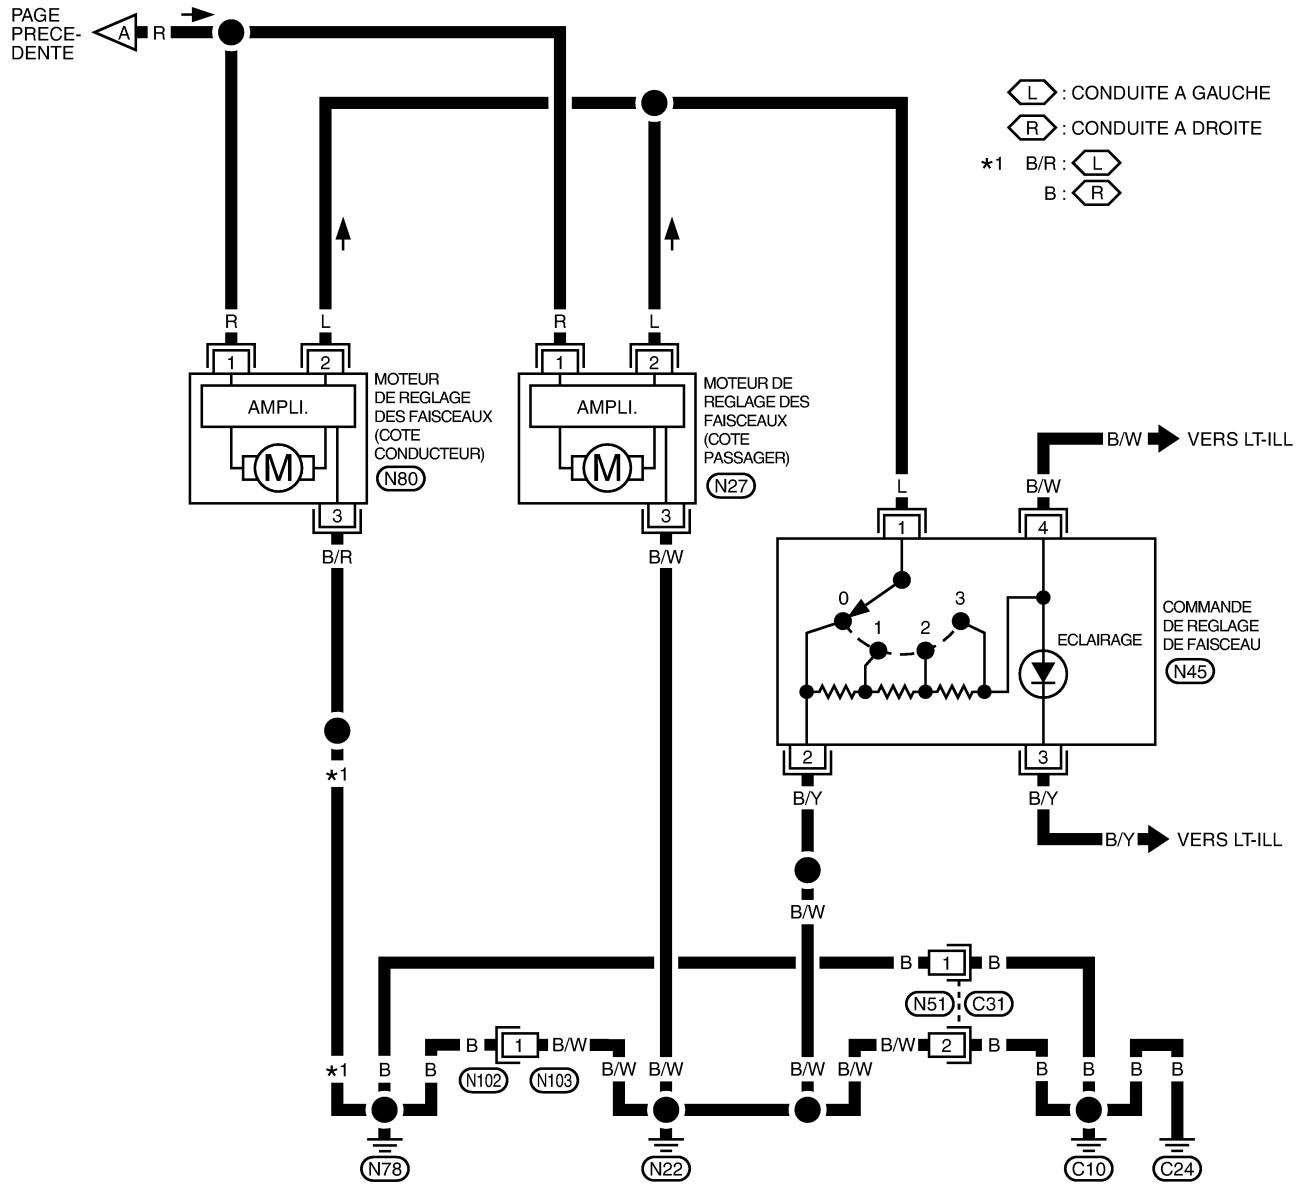 PAGE
PRECE-
DENTE
A R
L : CONDUITE A GAUCHE
R : CONDUITE A DROITE
*1 B/R : L
B : R
R L R L
1 2 1 2
AMPLI.
M
3
MOTEUR
DE REGLAGE
DES FAISCEAUX
(COTE
CONDUCTEUR)
N80
AMPLI.
M
3
MOTEUR DE
REGLAGE DES
FAISCEAUX
(COTE
PASSAGER)
N27
B/W VERS LT-ILL
L B/W
1 4
B/R B/W
0 1 2 3
ECLAIRAGE
COMMANDE
DE REGLAGE
DE FAISCEAU
N45
2 3
*1
B/Y B/Y
B/Y VERS LT-ILL
B/W
B 1 B
N51 C31
B 1 B/W B/W 2 B
N102 N103
*1 B B B/W B/W B/W B/W B B B B
N78 N22 C10 C24